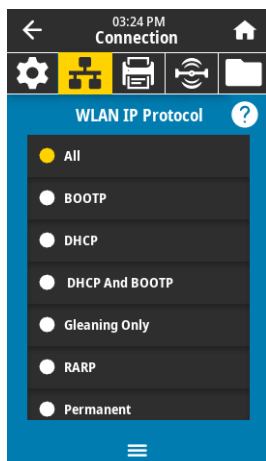 03:24 PM
Connection
WLAN IP Protocol
?
All
BOOTP
DHCP
DHCP And BOOTP
Gleaning Only
RARP
Permanent